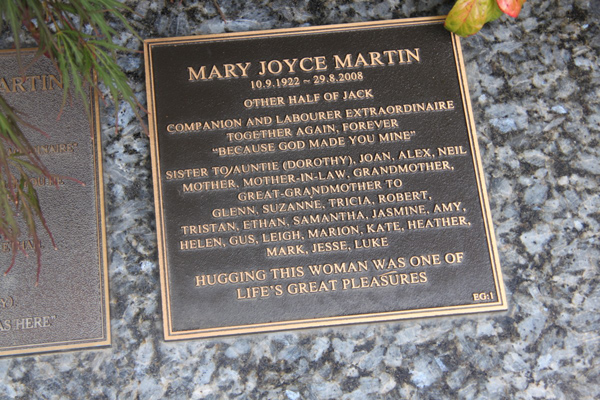 MARY JOYCE MARTIN
10.9.1922 ~ 29.8.2008
OTHER HALF OF JACK
COMPANION AND LABOURER EXTRAORDINAIRE
TOGETHER AGAIN, FOREVER
"BECAUSE GOD MADE YOU MINE"
SISTER TO/AUNTIE (DOROTHY), JOAN, ALEX, NEIL
MOTHER, MOTHER-IN-LAW, GRANDMOTHER,
GREAT-GRANDMOTHER TO
GLENN, SUZANNE, TRICIA, ROBERT,
TRISTAN, ETHAN, SAMANTHA, JASMINE, AMY,
HELEN, GUS, LEIGH, MARION, KATE, HEATHER,
MARK, JESSE, LUKE
HUGGING THIS WOMAN WAS ONE OF
LIFE'S GREAT PLEASURES
EG:1
MARTIN
HERE"